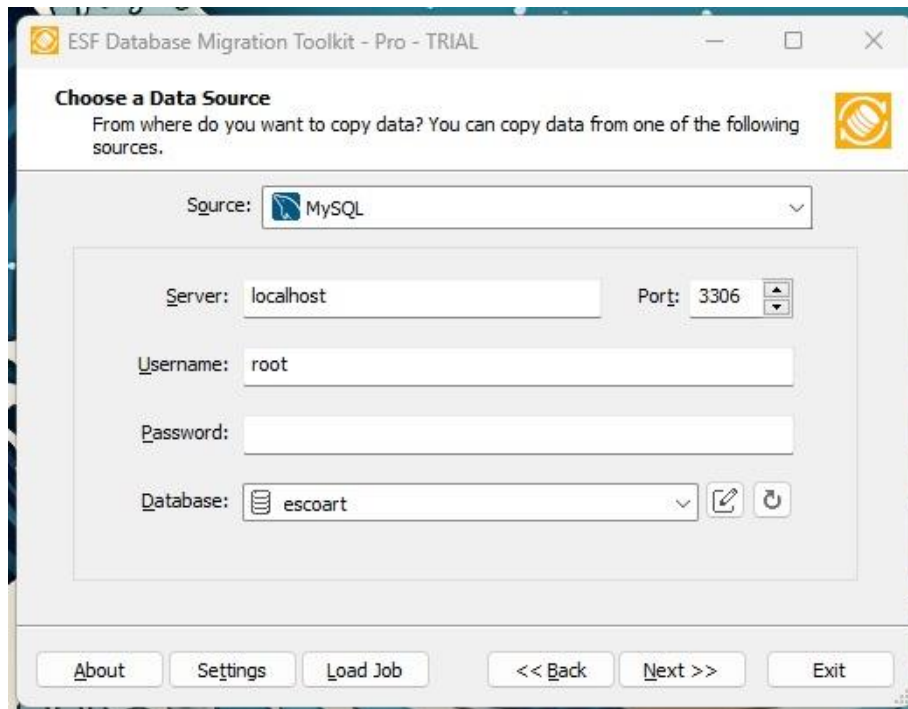 ESF Database Migration Toolkit - Pro - TRIAL
Choose a Data Source
From where do you want to copy data? You can copy data from one of the following
sources.
Source: MySQL
Server: localhost Port: 3306
Username: root
Password:
Database: escoart
About Settings Load Job << Back Next >> Exit